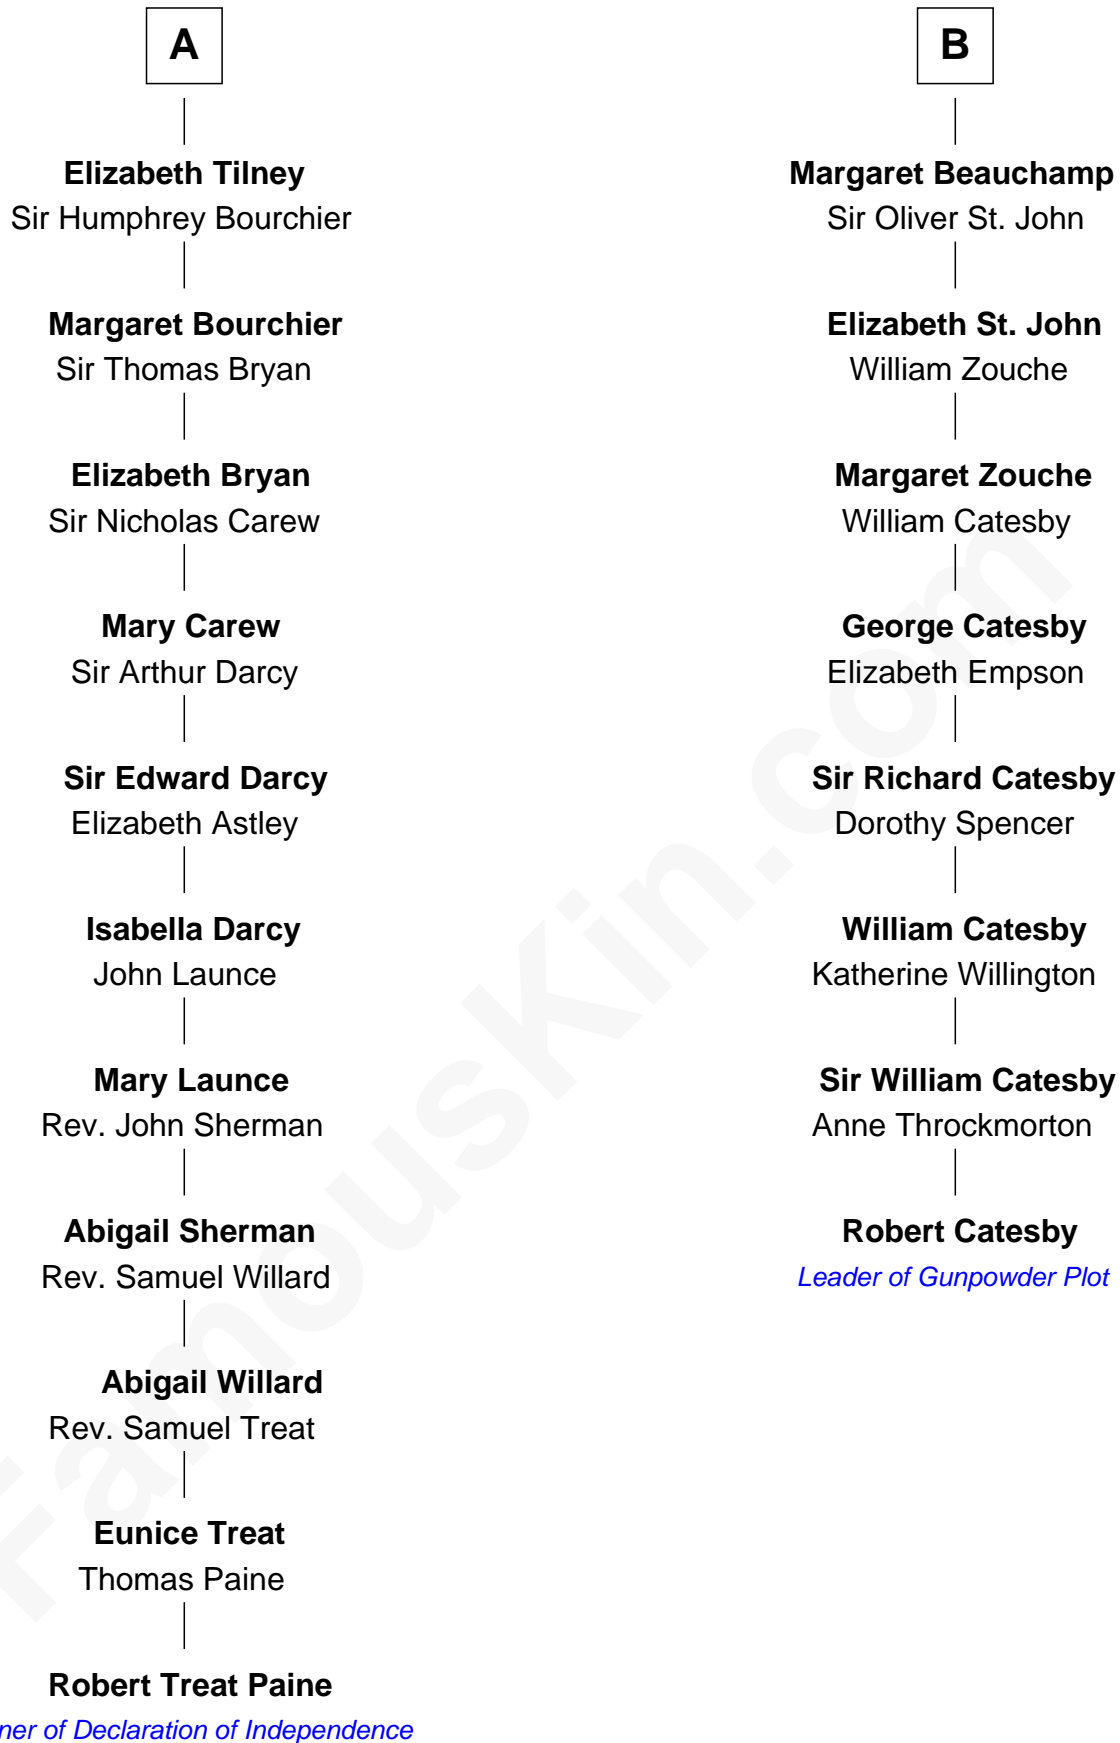 A
Elizabeth Tilney
Sir Humphrey Bourchier
Margaret Bourchier
Sir Thomas Bryan
Elizabeth Bryan
Sir Nicholas Carew
Mary Carew
Sir Arthur Darcy
Sir Edward Darcy
Elizabeth Astley
Isabella Darcy
John Launce
Mary Launce
Rev. John Sherman
Abigail Sherman
Rev. Samuel Willard
Abigail Willard
Rev. Samuel Treat
Eunice Treat
Thomas Paine
Robert Treat Paine
ner of Declaration of Independence
B
Margaret Beauchamp
Sir Oliver St. John
Elizabeth St. John
William Zouche
Margaret Zouche
William Catesby
George Catesby
Elizabeth Empson
Sir Richard Catesby
Dorothy Spencer
William Catesby
Katherine Willington
Sir William Catesby
Anne Throckmorton
Robert Catesby
Leader of Gunpowder Plot
FamousKin.com